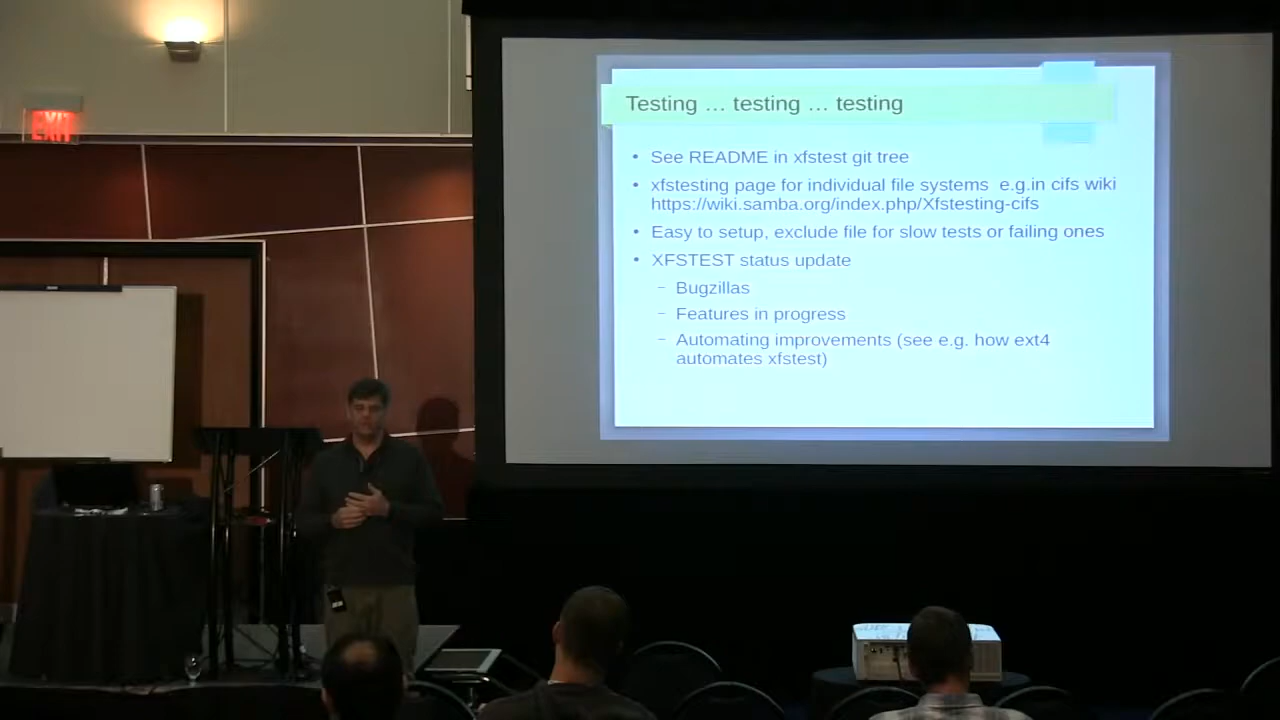 EXIT
Testing … testing … testing
• See README in xfstest git tree
• xfstesting page for individual file systems e.g.in cifs wiki
https://wiki.samba.org/index.php/Xfstesting-cifs
• Easy to setup, exclude file for slow tests or failing ones
• XFSTEST status update
– Bugzillas
– Features in progress
– Automating improvements (see e.g. how ext4
automates xfstest)